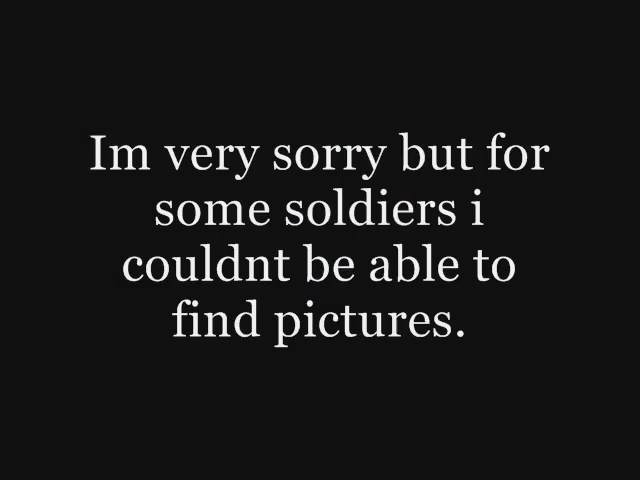 Im very sorry but for
some soldiers i
couldnt be able to
find pictures.